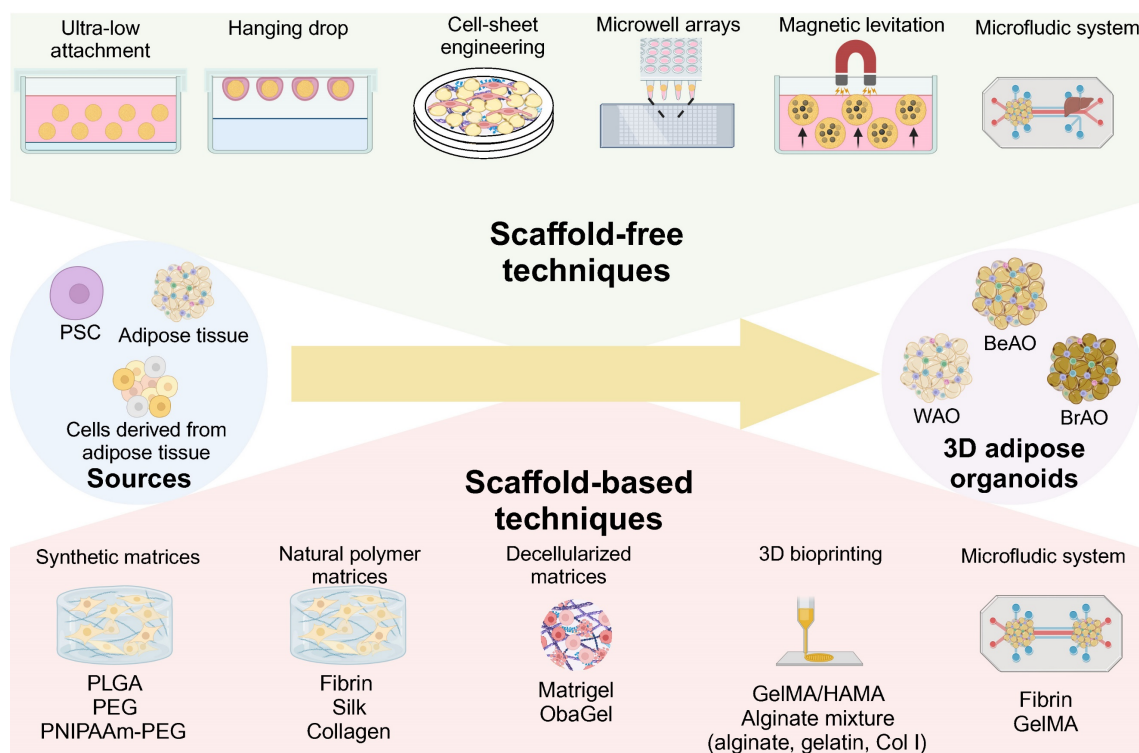 Ultra-low
attachment
Hanging drop
Cell-sheet
engineering
Microwell arrays
Magnetic levitation
Microfludic system
Scaffold-free
techniques
PSC
Adipose tissue
Cells derived from
adipose tissue
Sources
BeAO
WAO
BrAO
3D adipose
organoids
Scaffold-based
techniques
Synthetic matrices
PLGA
PEG
PNIPAAm-PEG
Natural polymer
matrices
Fibrin
Silk
Collagen
Decellularized
matrices
Matrigel
ObaGel
3D bioprinting
GelMA/HAMA
Alginate mixture
(alginate, gelatin, Col I)
Microfludic system
Fibrin
GelMA